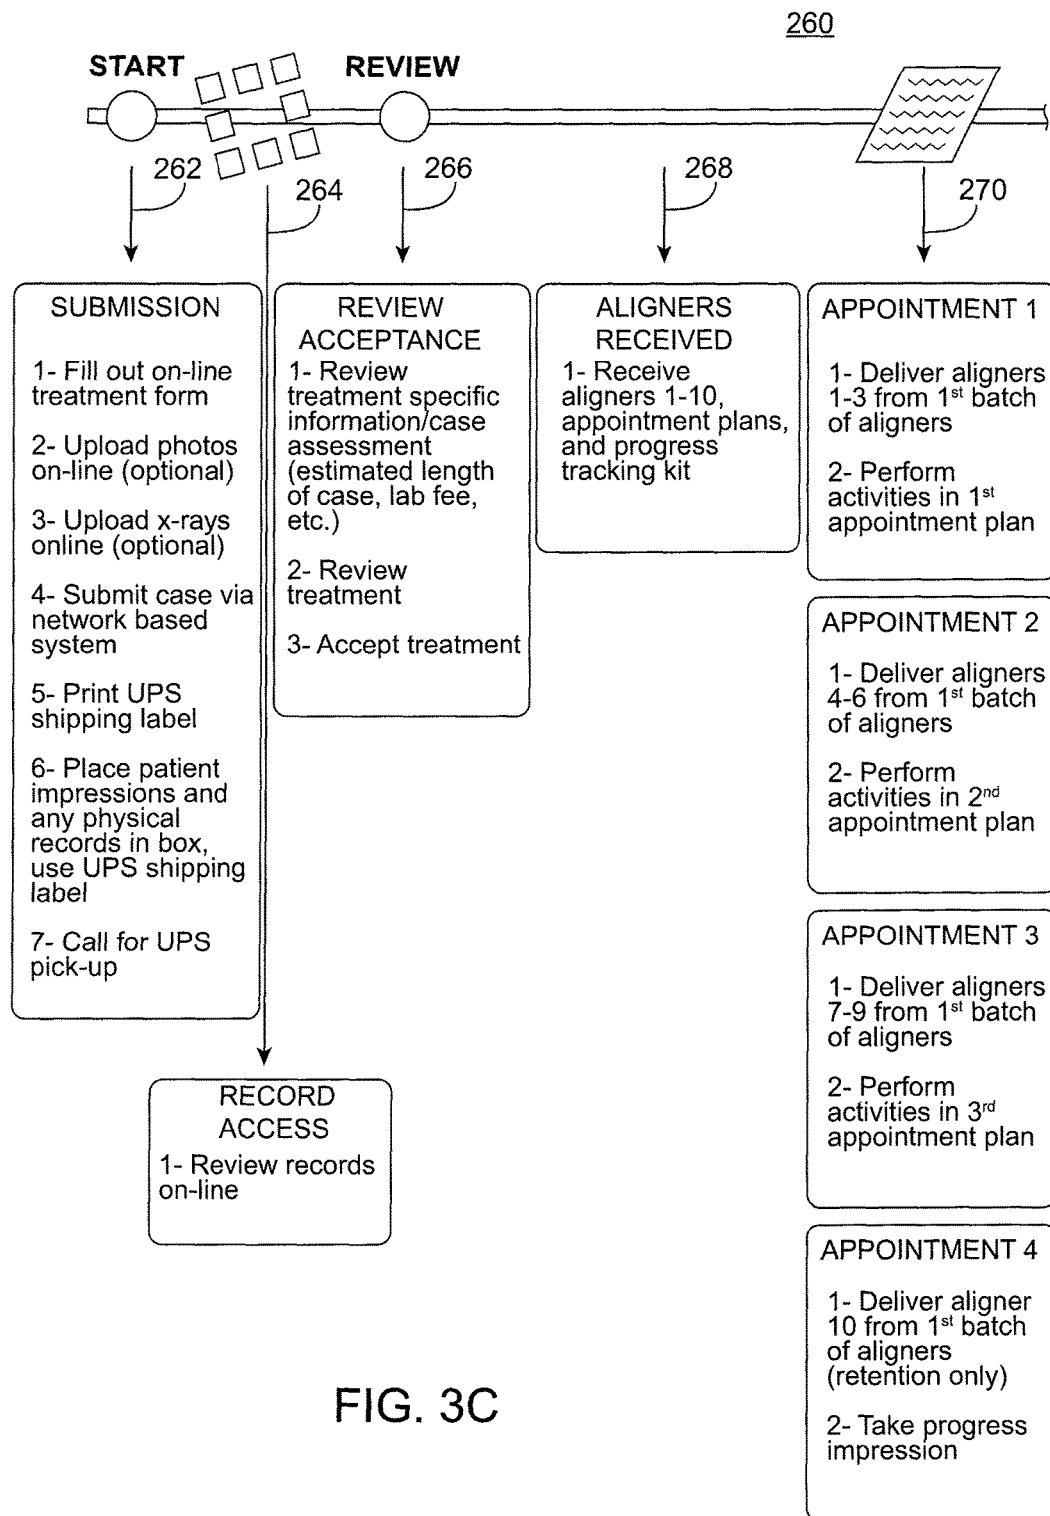 260
START
REVIEW
262
264
266
268
270
SUBMISSION
1- Fill out on-line
treatment form
2- Upload photos
on-line (optional)
3- Upload x-rays
online (optional)
4- Submit case via
network based
system
5- Print UPS
shipping label
6- Place patient
impressions and
any physical
records in box,
use UPS shipping
label
7- Call for UPS
pick-up
RECORD
ACCESS
1- Review records
on-line
REVIEW
ACCEPTANCE
1- Review
treatment specific
information/case
assessment
(estimated length
of case, lab fee,
etc.)
2- Review
treatment
3- Accept treatment
ALIGNERS
RECEIVED
1- Receive
aligners 1-10,
appointment plans,
and progress
tracking kit
APPOINTMENT 1
1- Deliver aligners
1-3 from 1st batch
of aligners
2- Perform
activities in 1st
appointment plan
APPOINTMENT 2
1- Deliver aligners
4-6 from 1st batch
of aligners
2- Perform
activities in 2nd
appointment plan
APPOINTMENT 3
1- Deliver aligners
7-9 from 1st batch
of aligners
2- Perform
activities in 3rd
appointment plan
APPOINTMENT 4
1- Deliver aligner
10 from 1st batch
of aligners
(retention only)
2- Take progress
impression
FIG. 3C